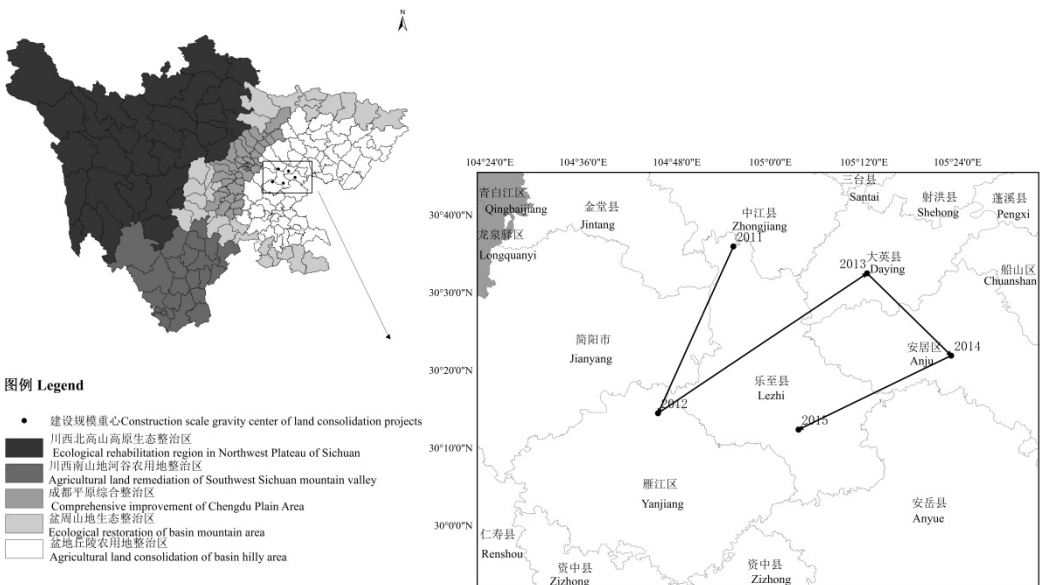 N
图例 Legend
建设规模重心Construction scale gravity center of land consolidation projects
川西北高山高原生态整治区
Ecological rehabilitation region in Northwest Plateau of Sichuan
川西南山地河谷农用地整治区
Agricultural land remediation of Southwest Sichuan mountain valley
成都平原综合整治区
Comprehensive improvement of Chengdu Plain Area
盆周山地生态整治区
Ecological restoration of basin mountain area
盆地丘陵农用地整治区
Agricultural land consolidation of basin hilly area
104°24'0"E 104°36'0"E 104°48'0"E 105°0'0"E 105°12'0"E 105°24'0"E
30°40'0"N
30°30'0"N
30°20'0"N
30°10'0"N
30°0'0"N
青白江区
Qingbaijiang
龙泉驿区
Longquanyi
金堂县
Jintang
中江县
Zhongjiang
2011
三台县
Santai
射洪县
Shehong
蓬溪县
Pengxi
2013
大英县
Daying
船山区
Chuanshan
简阳市
Jianyang
安居区
Anju
2014
乐至县
Lezhi
2012
2015
雁江区
Yanjiang
安岳县
Anyue
仁寿县
Renshou
资中县
Zizhong
资中县
Zizhong